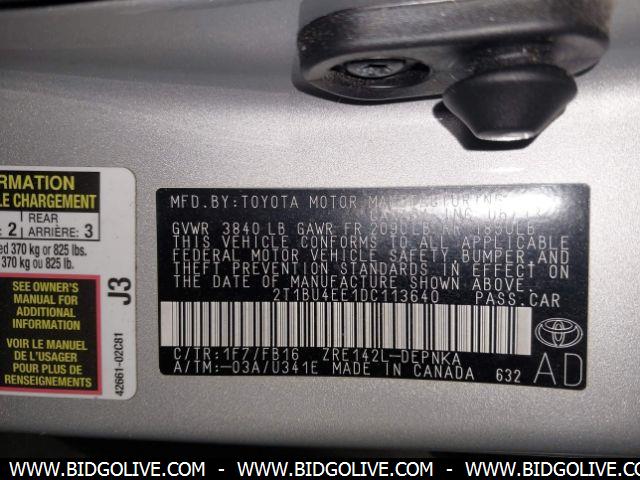 FORMATION
LE CHARGEMENT
: 2
REAR
ARRIÈRE: 3
ed 370 kg or 825 lbs.
370 kg ou 825 lb.
SEE OWNER'S
MANUAL FOR
ADDITIONAL
INFORMATION
VOIR LE MANUEL
DE L'USAGER
POUR PLUS DE
RENSEIGNEMENTS
J3
42661-02C81
MFD.BY:TOYOTA MOTOR
GVWR 3840 LB GAWR FR 2090LB RR
THIS VEHICLE CONFORMS TO ALL APPLICABLE
FEDERAL MOTOR VEHICLE SAFETY,BUMPER,AND
THEFT PREVENTION STANDARDS IN EFFECT ON
THE DATE OF MANUFACTURE SHOWN ABOVE.
2T1BU4EE1DC113640 PASS.CAR
C/TR:1F7/FB16 ZRE142L-DEPNKA
A/TM:-03A/U341E MADE IN CANADA 632
TOYOTA
AD
WWW.BIDGOLIVE.COM - WWW.BIDGOLIVE.COM - WWW.BIDGOLIVE.COM